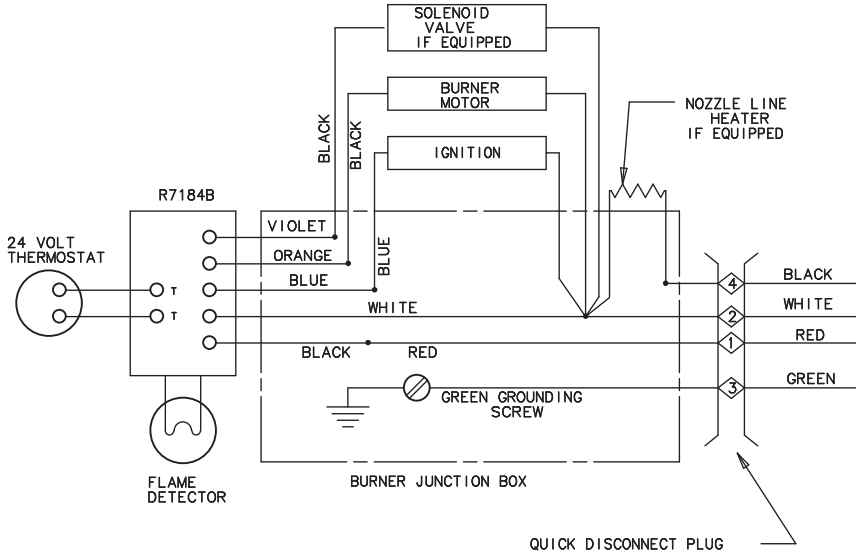 SOLENOID
VALVE
IF EQUIPPED
BURNER
MOTOR
IGNITION
NOZZLE LINE
HEATER
IF EQUIPPED
BLACK
BLACK
BLUE
R7184B
24 VOLT
THERMOSTAT
T
T
VIOLET
ORANGE
BLUE
WHITE
BLACK
RED
GREEN GROUNDING
SCREW
4
BLACK
2
WHITE
1
RED
3
GREEN
FLAME
DETECTOR
BURNER JUNCTION BOX
QUICK DISCONNECT PLUG